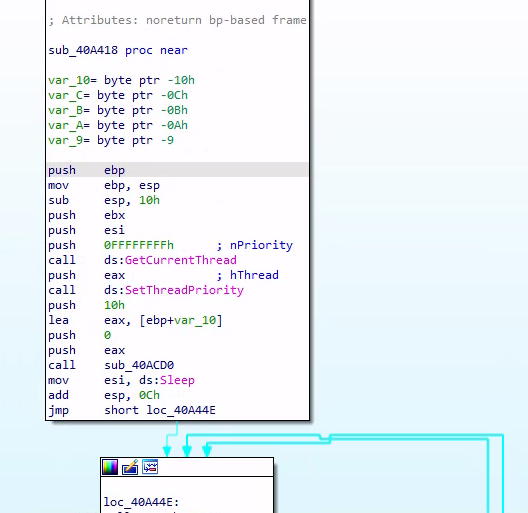 ; Attributes: noreturn bp-based frame
sub_40A418 proc near
var_10= byte ptr -10h
var_C= byte ptr -0Ch
var_B= byte ptr -0Bh
var_A= byte ptr -0Ah
var_9= byte ptr -9
push ebp
mov ebp, esp
sub esp, 10h
push ebx
push esi
push 0FFFFFFFFh ; nPriority
call ds:GetCurrentThread
push eax ; hThread
call ds:SetThreadPriority
push 10h
lea eax, [ebp+var_10]
push 0
push eax
call sub_40ACD0
mov esi, ds:Sleep
add esp, 0Ch
jmp short loc_40A44E
loc_40A44E: